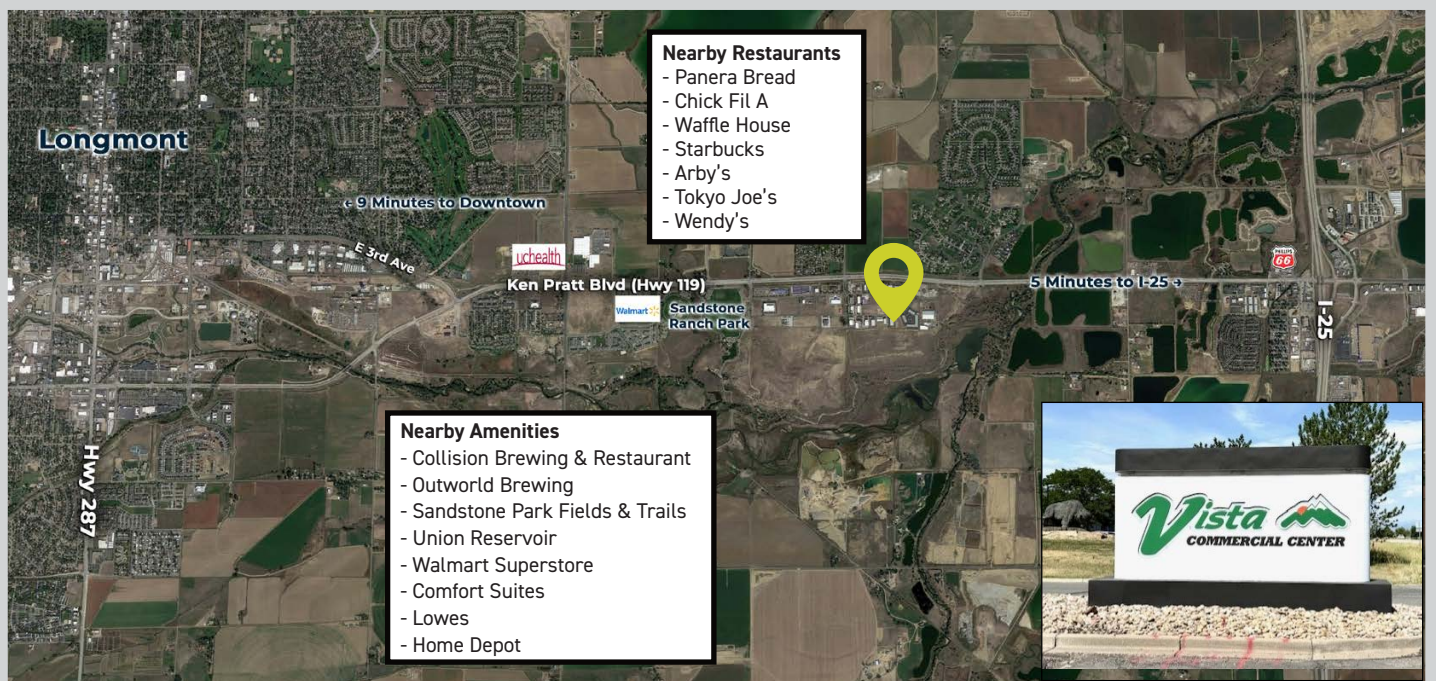 Longmont
← 9 Minutes to Downtown
E 3rd Ave
uchealth
Ken Pratt Blvd (Hwy 119)
Walmart
Sandstone
Ranch Park
Nearby Restaurants
- Panera Bread
- Chick Fil A
- Waffle House
- Starbucks
- Arby's
- Tokyo Joe's
- Wendy's
5 Minutes to I-25 →
PHILLIPS
66
I-25
Hwy 287
Nearby Amenities
- Collision Brewing & Restaurant
- Outworld Brewing
- Sandstone Park Fields & Trails
- Union Reservoir
- Walmart Superstore
- Comfort Suites
- Lowes
- Home Depot
Vista
COMMERCIAL CENTER